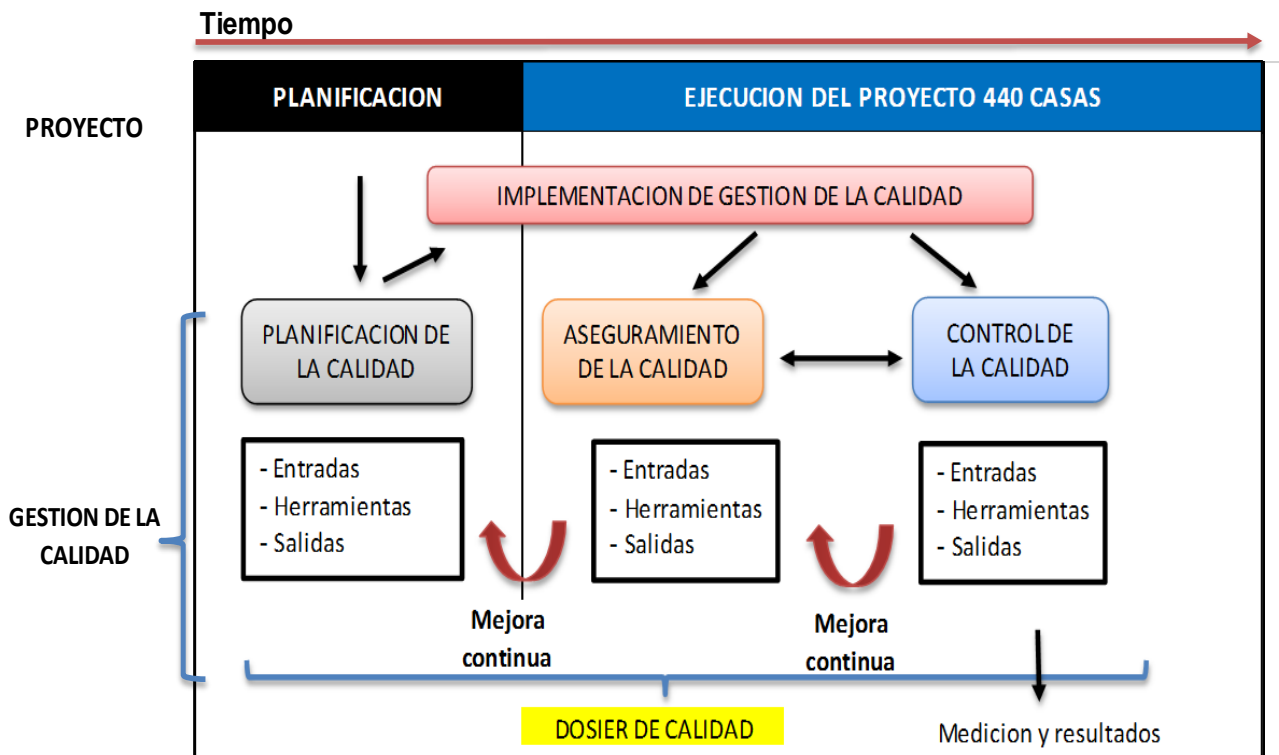 Tiempo
PLANIFICACION
EJECUCION DEL PROYECTO 440 CASAS
PROYECTO
IMPLEMENTACION DE GESTION DE LA CALIDAD
PLANIFICACION DE
LA CALIDAD
ASEGURAMIENTO
DE LA CALIDAD
CONTROL DE
LA CALIDAD
GESTION DE LA
CALIDAD
- Entradas
- Herramientas
- Salidas
- Entradas
- Herramientas
- Salidas
- Entradas
- Herramientas
- Salidas
Mejora
continua
Mejora
continua
DOSIER DE CALIDAD
Medicion y resultados